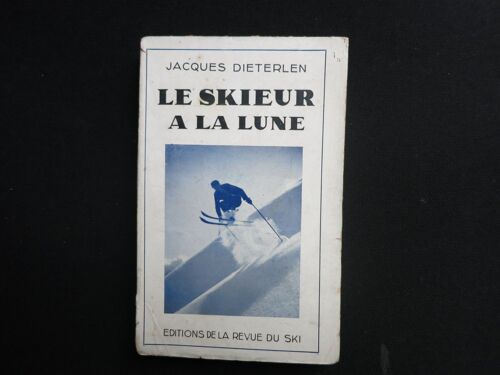 JACQUES DIETERLEN
LE SKIEUR
A LA LUNE
EDITIONS DE LA REVUE DU SKI